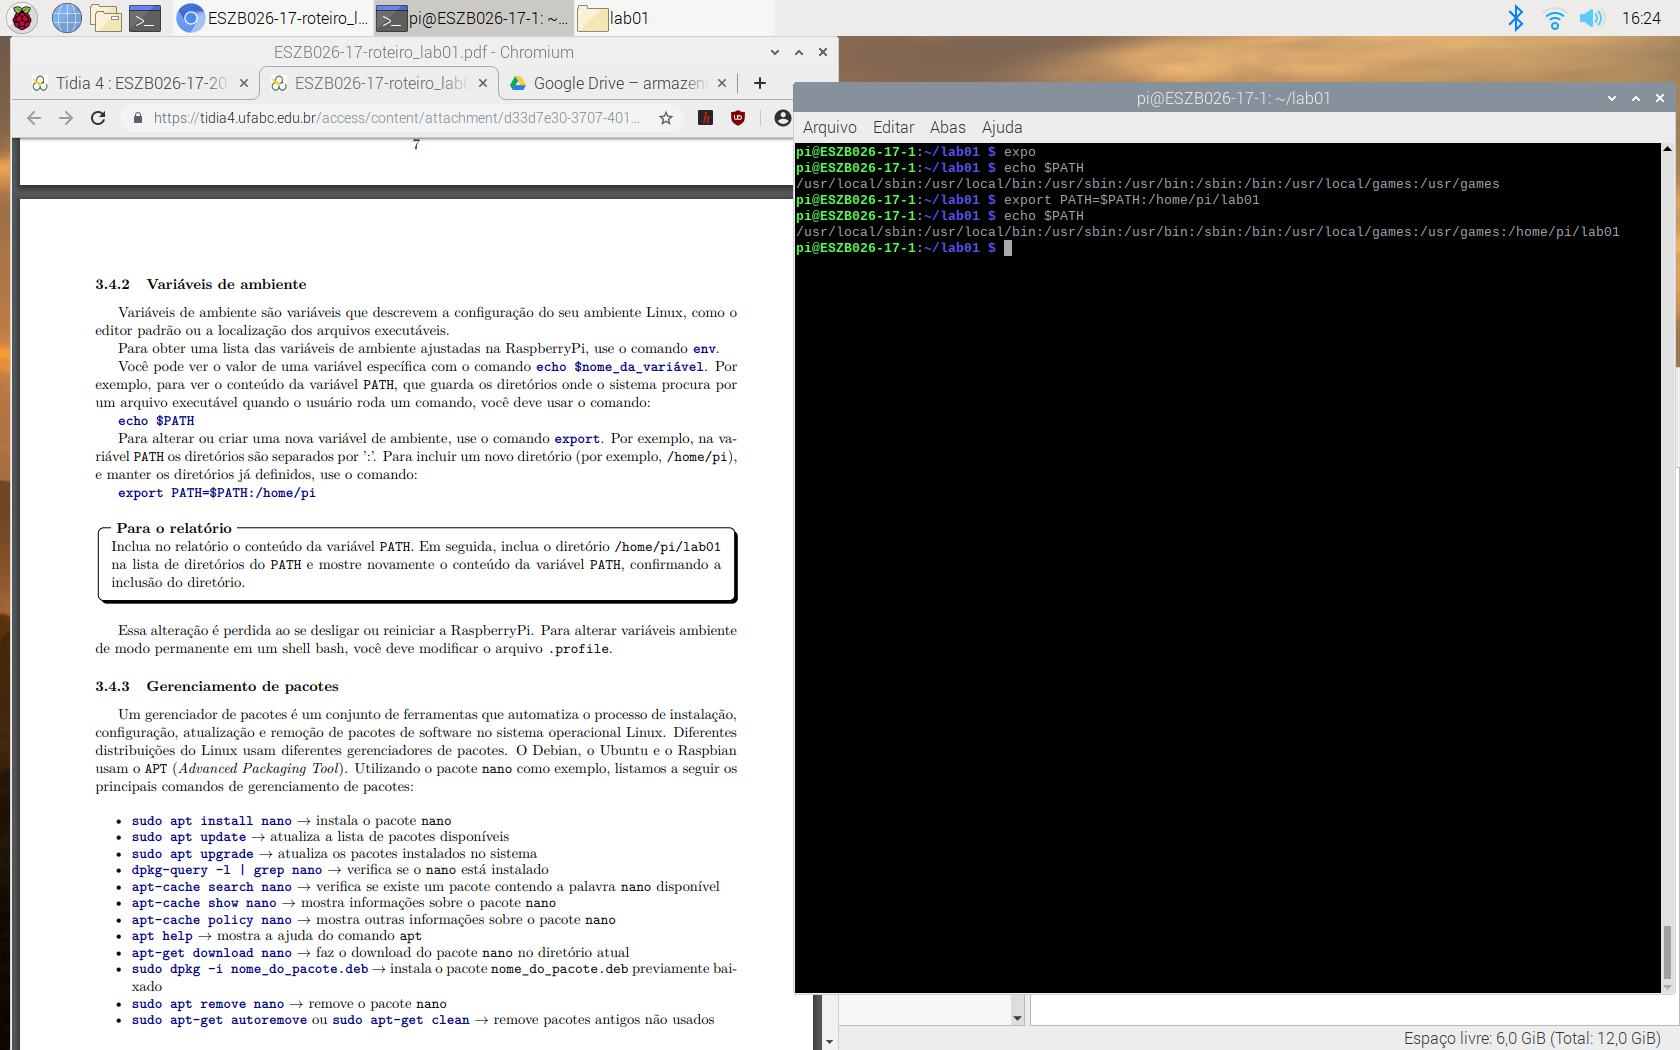 ESZB026-17-roteiro_l...
pi@ESZB026-17-1: ~...
lab01
16:24
ESZB026-17-roteiro_lab01.pdf - Chromium
Tidia 4 : ESZB026-17-20
ESZB026-17-roteiro_lab0
Google Drive – armazena
https://tidia4.ufabc.edu.br/access/content/attachment/d33d7e30-3707-401...
7
3.4.2 Variáveis de ambiente
Variáveis de ambiente são variáveis que descrevem a configuração do seu ambiente Linux, como o
editor padrão ou a localização dos arquivos executáveis.
Para obter uma lista das variáveis de ambiente ajustadas na RaspberryPi, use o comando env.
Você pode ver o valor de uma variável específica com o comando echo $nome_da_variável. Por
exemplo, para ver o conteúdo da variável PATH, que guarda os diretórios onde o sistema procura por
um arquivo executável quando o usuário roda um comando, você deve usar o comando:
echo $PATH
Para alterar ou criar uma nova variável de ambiente, use o comando export. Por exemplo, na va-
riável PATH os diretórios são separados por ':'. Para incluir um novo diretório (por exemplo, /home/pi),
e manter os diretórios já definidos, use o comando:
export PATH=$PATH:/home/pi
Para o relatório
Inclua no relatório o conteúdo da variável PATH. Em seguida, inclua o diretório /home/pi/lab01
na lista de diretórios do PATH e mostre novamente o conteúdo da variável PATH, confirmando a
inclusão do diretório.
Essa alteração é perdida ao se desligar ou reiniciar a RaspberryPi. Para alterar variáveis ambiente
de modo permanente em um shell bash, você deve modificar o arquivo .profile.
3.4.3 Gerenciamento de pacotes
Um gerenciador de pacotes é um conjunto de ferramentas que automatiza o processo de instalação,
configuração, atualização e remoção de pacotes de software no sistema operacional Linux. Diferentes
distribuições do Linux usam diferentes gerenciadores de pacotes. O Debian, o Ubuntu e o Raspbian
usam o APT (Advanced Packaging Tool). Utilizando o pacote nano como exemplo, listamos a seguir os
principais comandos de gerenciamento de pacotes:
• sudo apt install nano → instala o pacote nano
• sudo apt update → atualiza a lista de pacotes disponíveis
• sudo apt upgrade → atualiza os pacotes instalados no sistema
• dpkg-query -l | grep nano → verifica se o nano está instalado
• apt-cache search nano → verifica se existe um pacote contendo a palavra nano disponível
• apt-cache show nano → mostra informações sobre o pacote nano
• apt-cache policy nano → mostra outras informações sobre o pacote nano
• apt help → mostra a ajuda do comando apt
• apt-get download nano → faz o download do pacote nano no diretório atual
• sudo dpkg -i nome_do_pacote.deb → instala o pacote nome_do_pacote.deb previamente bai-
xado
• sudo apt remove nano → remove o pacote nano
• sudo apt-get autoremove ou sudo apt-get clean → remove pacotes antigos não usados
pi@ESZB026-17-1: ~/lab01
Arquivo Editar Abas Ajuda
pi@ESZB026-17-1:~/lab01 $ expo
pi@ESZB026-17-1:~/lab01 $ echo $PATH
/usr/local/sbin:/usr/local/bin:/usr/sbin:/usr/bin:/sbin:/bin:/usr/local/games:/usr/games
pi@ESZB026-17-1:~/lab01 $ export PATH=$PATH:/home/pi/lab01
pi@ESZB026-17-1:~/lab01 $ echo $PATH
/usr/local/sbin:/usr/local/bin:/usr/sbin:/usr/bin:/sbin:/bin:/usr/local/games:/usr/games:/home/pi/lab01
pi@ESZB026-17-1:~/lab01 $
Espaço livre: 6,0 GiB (Total: 12,0 GiB)